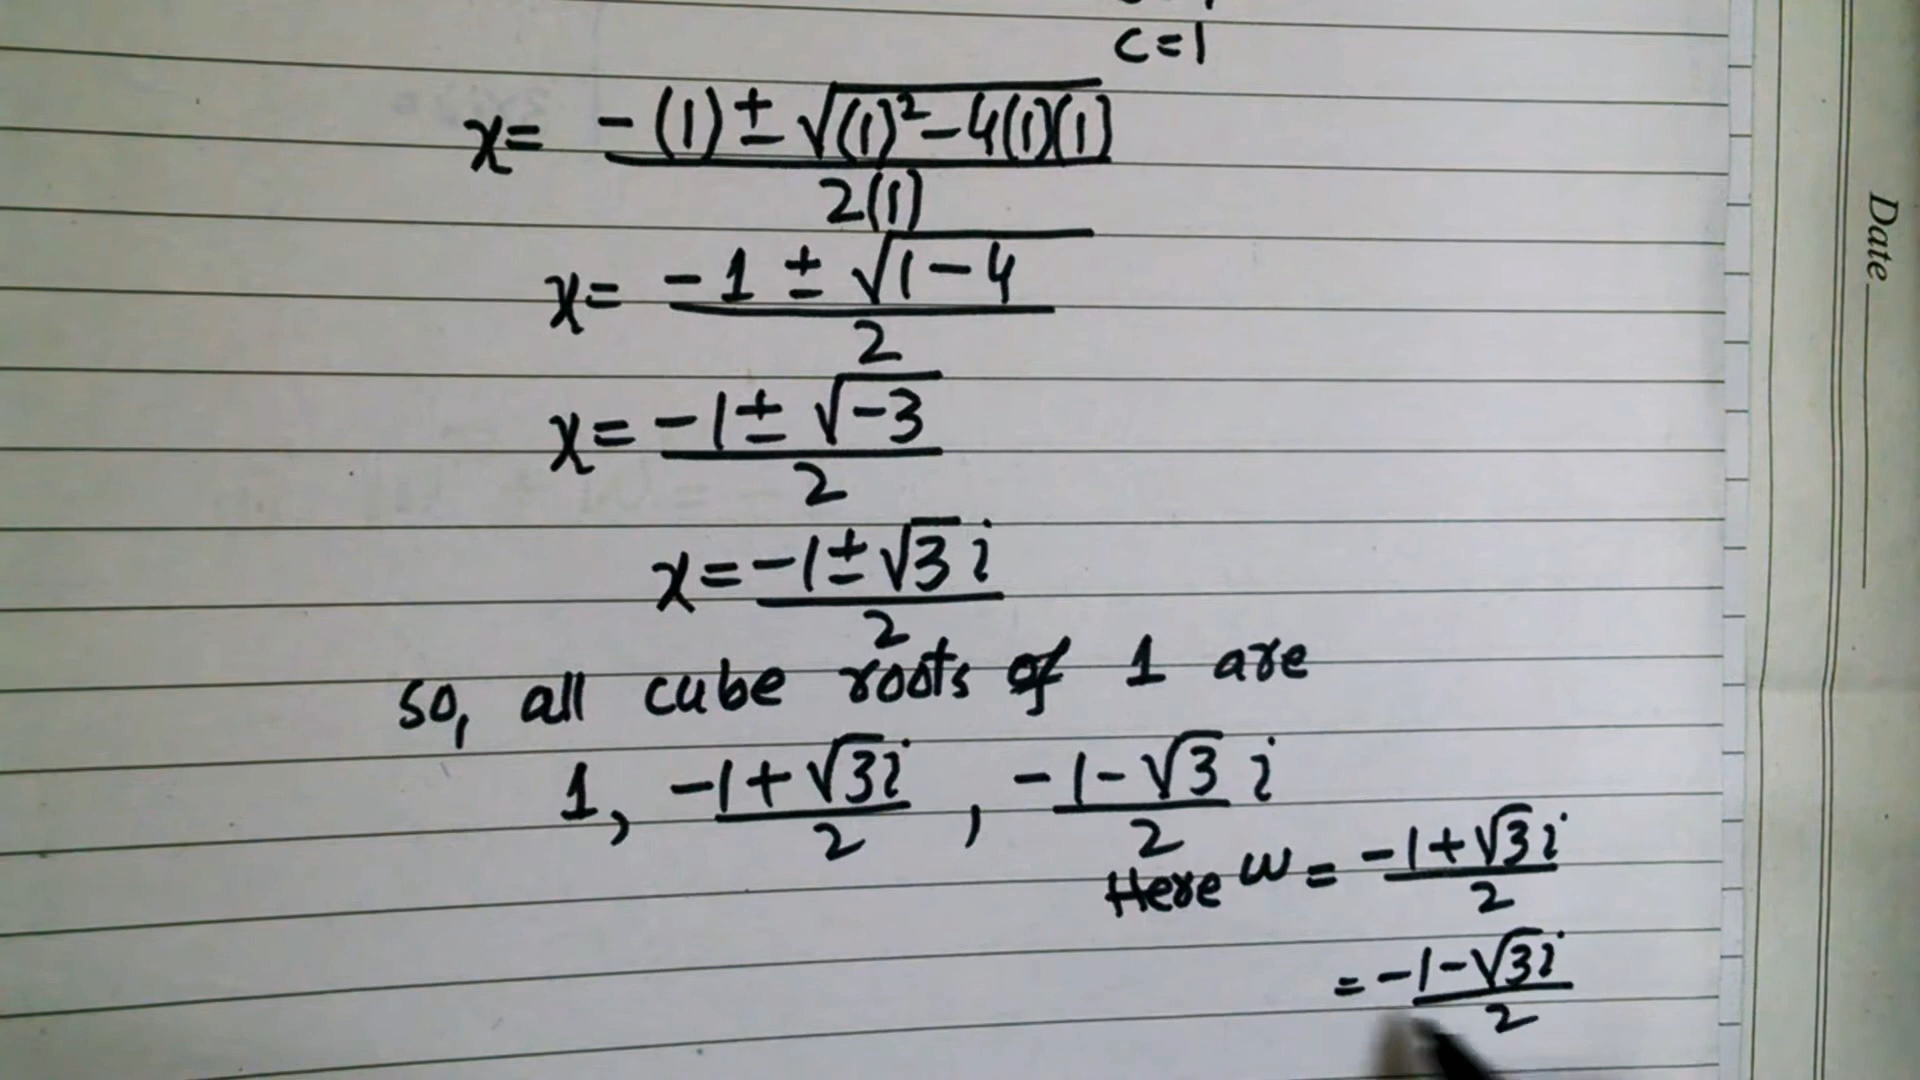 c=1
x= -(1)±√(1)²-4(1)(1) / 2(1)
x= -1 ± √1-4 / 2
x= -1± √-3 / 2
x= -1±√3 i / 2
so, all cube roots of 1 are
1, -1+√3i / 2 , -1-√3 i / 2
Here ω = -1+√3i / 2
= -1-√3i / 2
Date